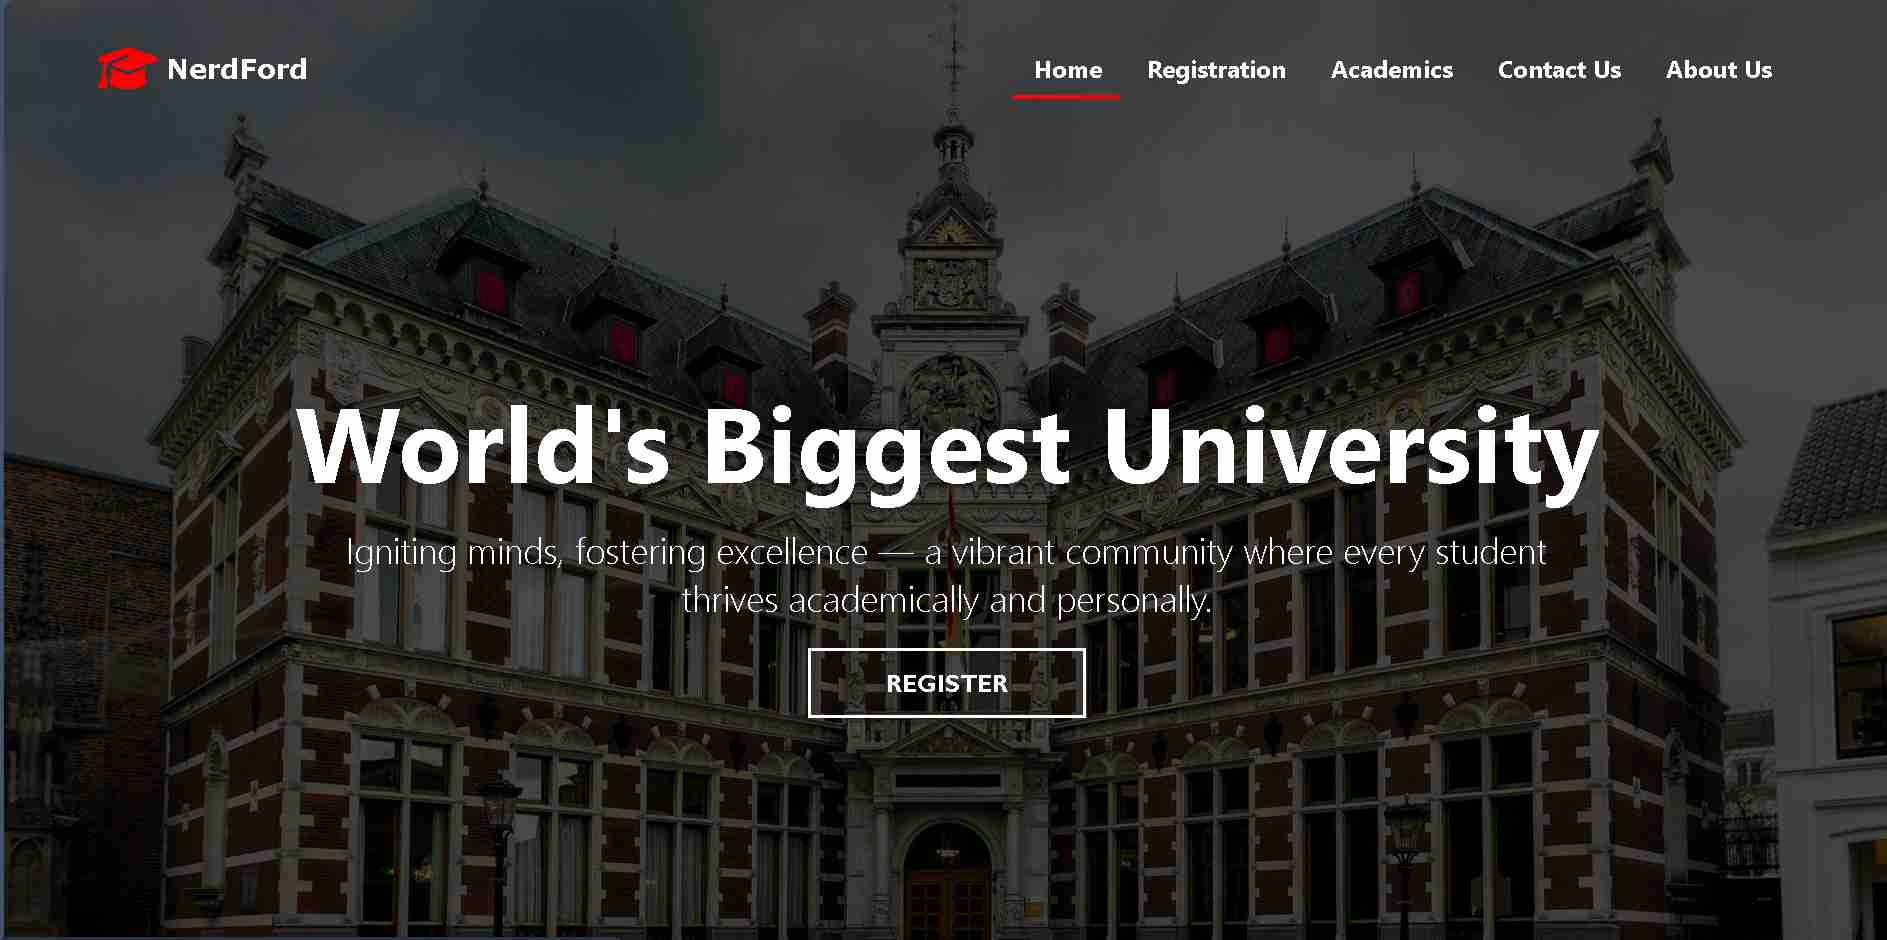 NerdFord
Home Registration Academics Contact Us About Us
World's Biggest University
Igniting minds, fostering excellence — a vibrant community where every student
thrives academically and personally.
REGISTER